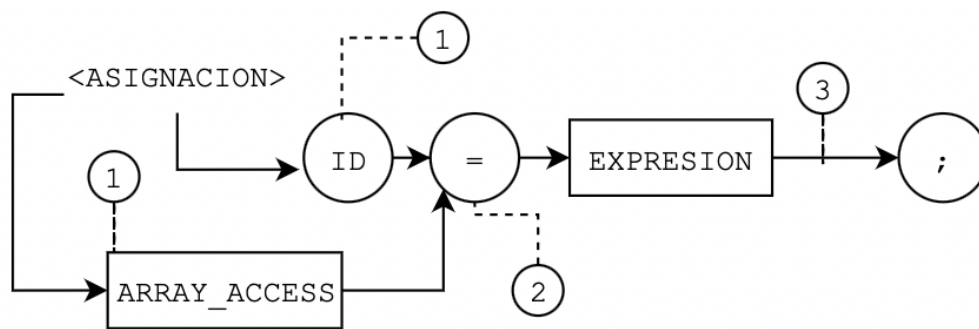 1
<ASIGNACION>
3
ID
=
EXPRESION
;
1
ARRAY_ACCESS
2